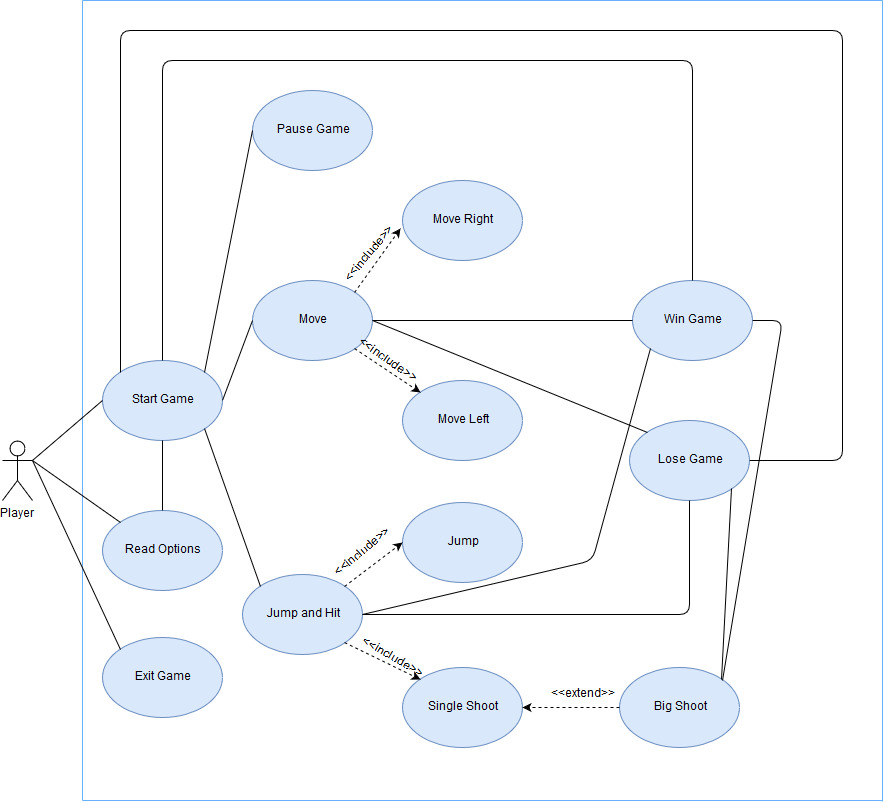 Pause Game
Move Right
<<include>>
Move
Win Game
<<include>>
Start Game
Move Left
Lose Game
Player
Read Options
Jump
<<include>>
Jump and Hit
<<include>>
Exit Game
<<extend>>
Single Shoot
Big Shoot